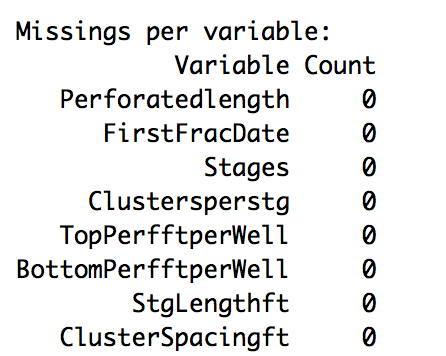 Missings per variable:
Variable Count
Perforatedlength 0
FirstFracDate 0
Stages 0
Clustersperstg 0
TopPerfftperWell 0
BottomPerfftperWell 0
StgLengthft 0
ClusterSpacingft 0